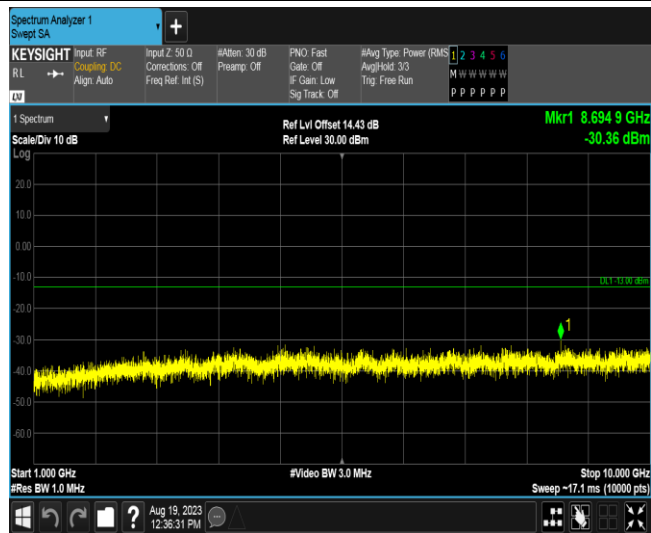 Spectrum Analyzer 1
Swept SA
KEYSIGHT
RL
LXI
Input: RF
Coupling: DC
Align: Auto
Input Z: 50 Ω
Corrections: Off
Freq Ref: Int (S)
#Atten: 30 dB
Preamp: Off
PNO: Fast
Gate: Off
IF Gain: Low
Sig Track: Off
#Avg Type: Power (RMS
Avg|Hold: 3/3
Trig: Free Run
1 2 3 4 5 6
M W W W W W
P P P P P P
1 Spectrum
Scale/Div 10 dB
Log
Ref Lvl Offset 14.43 dB
Ref Level 30.00 dBm
Mkr1 8.694 9 GHz
-30.36 dBm
20.0
10.0
0.00
-10.0
DL1 -13.00 dBm
-20.0
1
-30.0
-40.0
-50.0
-60.0
Start 1.000 GHz
#Video BW 3.0 MHz
Stop 10.000 GHz
#Res BW 1.0 MHz
Sweep ~17.1 ms (10000 pts)
Aug 19, 2023
12:36:31 PM